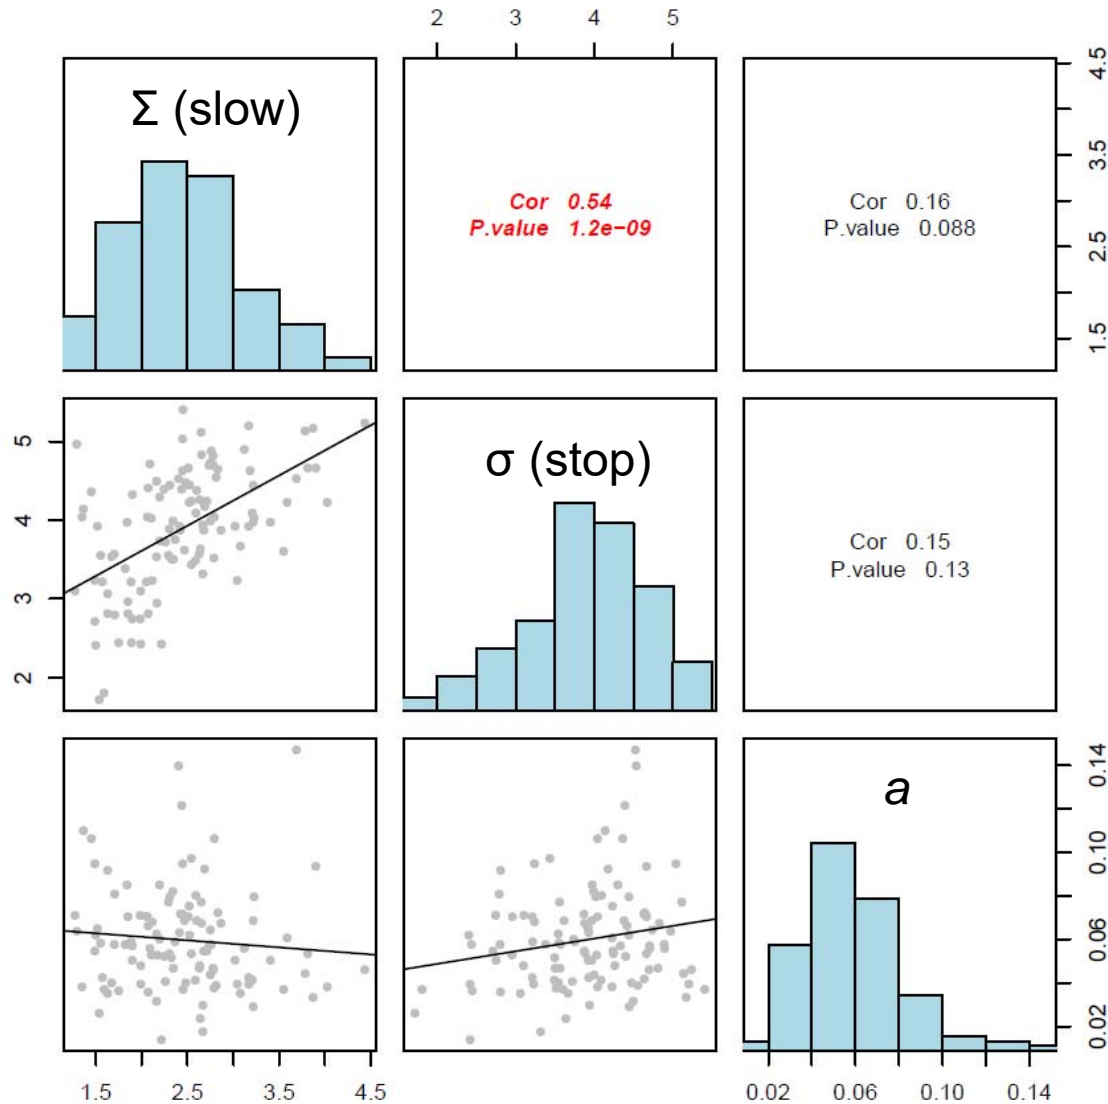 2 3 4 5
Σ (slow)
Cor 0.54
P.value 1.2e−09
Cor 0.16
P.value 0.088
4.5
3.5
2.5
1.5
5
4
3
2
σ (stop)
Cor 0.15
P.value 0.13
a
0.14
0.10
0.06
0.02
1.5 2.5 3.5 4.5
0.02 0.06 0.10 0.14